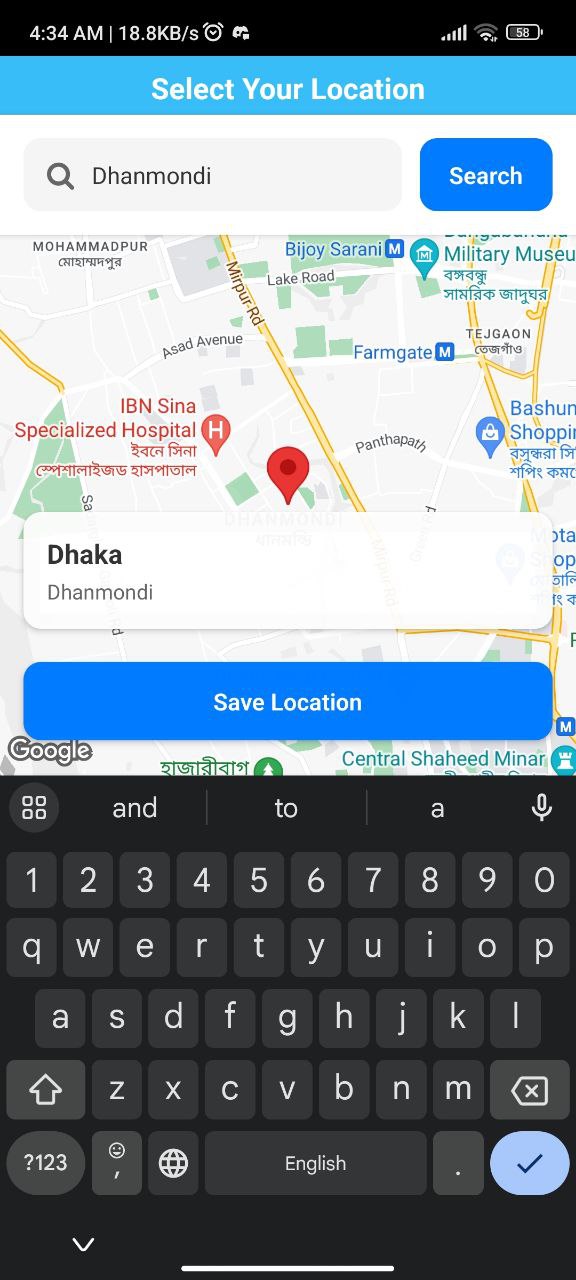 4:34 AM | 18.8KB/s
58
Select Your Location
Dhanmondi
Search
MOHAMMADPUR
মোহাম্মদপুর
Mirpur-Rd
Lake Road
Bijoy Sarani M
Military Museu
বঙ্গবন্ধু
সামরিক জাদুঘর
TEJGAON
তেজগাঁও
Asad Avenue
Farmgate M
IBN Sina
Specialized Hospital H
ইবনে সিনা
স্পেশালাইজড হাসপাতাল
Panthapath
Bashun
Shoppin
বসুন্ধরা সি
শপিং কমপ্লে
DHANMONDI
ধানমন্ডি
Mirpur Rd
Green Rd
Dhaka
Dhanmondi
Save Location
M
Google
হাজারীবাগ
Central Shaheed Minar
and to a
1 2 3 4 5 6 7 8 9 0
q w e r t y u i o p
a s d f g h j k l
z x c v b n m
?123 , English .